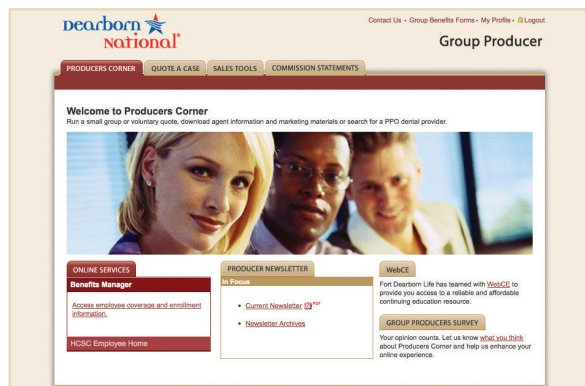 Dearborn
National®
Contact Us • Group Benefits Forms • My Profile • Logout
Group Producer
PRODUCERS CORNER
QUOTE A CASE
SALES TOOLS
COMMISSION STATEMENTS
Welcome to Producers Corner
Run a small group or voluntary quote, download agent information and marketing materials or search for a PPO dental provider.
ONLINE SERVICES
Benefits Manager
Access employee coverage and enrollment
information.
HCSC Employee Home
PRODUCER NEWSLETTER
In Focus
• Current Newsletter PDF
• Newsletter Archives
WebCE
Fort Dearborn Life has teamed with WebCE to
provide you access to a reliable and affordable
continuing education resource.
GROUP PRODUCERS SURVEY
Your opinion counts. Let us know what you think
about Producers Corner and help us enhance your
online experience.